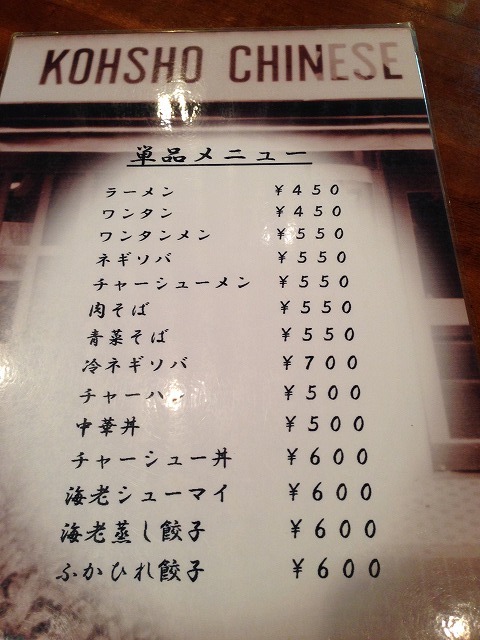 KOHSHO CHINESE
単品メニュー
ラーメン ¥450
ワンタン ¥450
ワンタンメン ¥550
ネギソバ ¥550
チャーシューメン ¥550
肉そば ¥550
青菜そば ¥550
冷ネギソバ ¥700
チャーハン ¥500
中華丼 ¥500
チャーシュー丼 ¥600
海老シューマイ ¥600
海老蒸し餃子 ¥600
ふかひれ餃子 ¥600